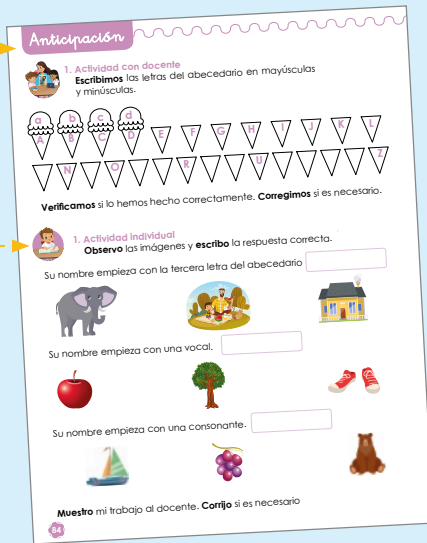 Anticipación
1. Actividad con docente
Escribimos las letras del abecedario en mayúsculas
y minúsculas.
a b c d
A B C D E F G H I J K L
N O R U Z
Verificamos si lo hemos hecho correctamente. Corregimos si es necesario.
1. Actividad individual
Observo las imágenes y escribo la respuesta correcta.
Su nombre empieza con la tercera letra del abecedario
Su nombre empieza con una vocal.
Su nombre empieza con una consonante.
Muestro mi trabajo al docente. Corrijo si es necesario
84